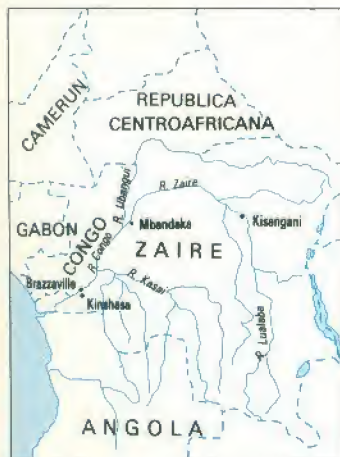 REPUBLICA
CENTROAFRICANA
CAMERUN
R. Ubangui
R. Zaire
GABON
CONGO
R. Congo
Mbandaka
Kisangani
ZAIRE
Brazzaville
Kinshasa
R. Kasai
R. Lualaba
ANGOLA